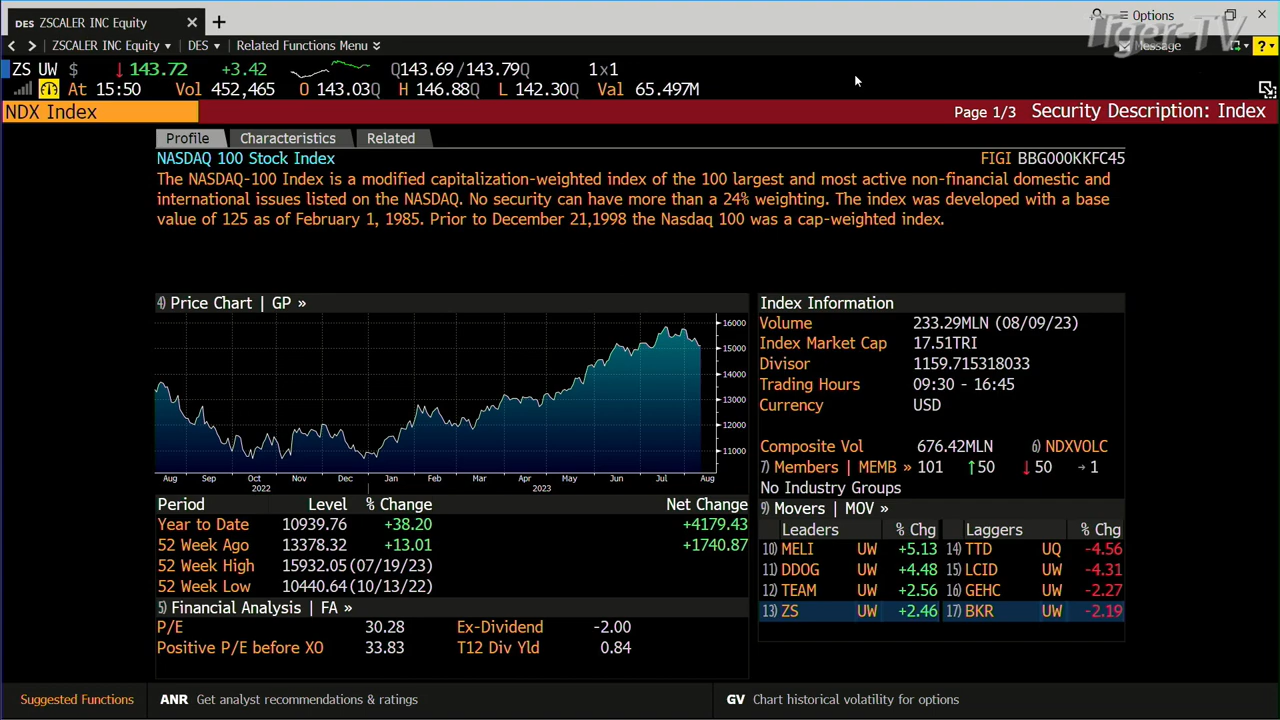 DES ZSCALER INC Equity
Options
ZSCALER INC Equity DES Related Functions Menu Message
Tiger-TV
ZS UW $ ↓143.72 +3.42 Q143.69/143.79Q 1x1
At 15:50 Vol 452,465 O 143.03Q H 146.88Q L 142.30Q Val 65.497M
NDX Index Page 1/3 Security Description: Index
Profile Characteristics Related
NASDAQ 100 Stock Index FIGI BBG000KKFC45
The NASDAQ-100 Index is a modified capitalization-weighted index of the 100 largest and most active non-financial domestic and
international issues listed on the NASDAQ. No security can have more than a 24% weighting. The index was developed with a base
value of 125 as of February 1, 1985. Prior to December 21,1998 the Nasdaq 100 was a cap-weighted index.
4) Price Chart | GP »
16000
15000
14000
13000
12000
11000
Aug Sep Oct Nov Dec Jan Feb Mar Apr May Jun Jul Aug
2022 2023
Index Information
Volume 233.29MLN (08/09/23)
Index Market Cap 17.51TRI
Divisor 1159.715318033
Trading Hours 09:30 - 16:45
Currency USD
Composite Vol 676.42MLN 6) NDXVOLC
7) Members | MEMB » 101 ↑50 ↓50 →1
No Industry Groups
9) Movers | MOV »
Leaders % Chg Laggers % Chg
10) MELI UW +5.13 14) TTD UQ -4.56
11) DDOG UW +4.48 15) LCID UW -4.31
12) TEAM UW +2.56 16) GEHC UW -2.27
13) ZS UW +2.46 17) BKR UW -2.19
Period Level % Change Net Change
Year to Date 10939.76 +38.20 +4179.43
52 Week Ago 13378.32 +13.01 +1740.87
52 Week High 15932.05 (07/19/23)
52 Week Low 10440.64 (10/13/22)
5) Financial Analysis | FA »
P/E 30.28 Ex-Dividend -2.00
Positive P/E before XO 33.83 T12 Div Yld 0.84
Suggested Functions ANR Get analyst recommendations & ratings GV Chart historical volatility for options